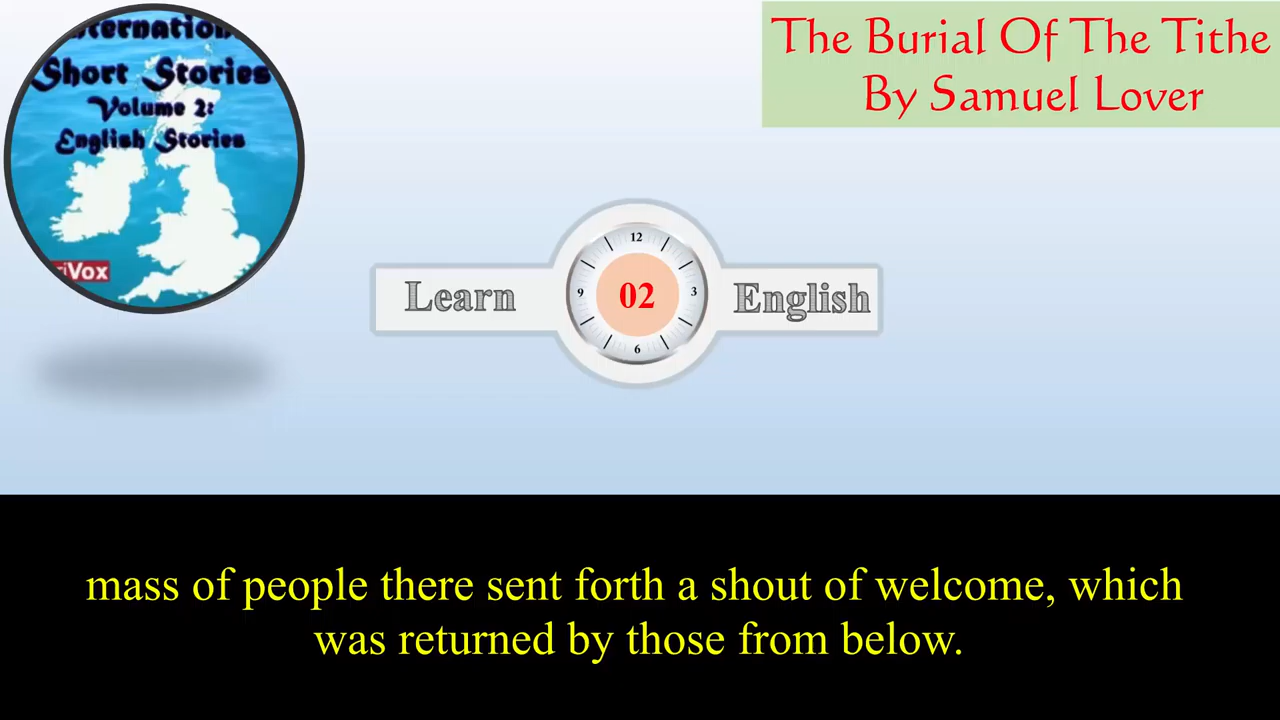 The Burial Of The Tithe
By Samuel Lover
Short Stories
Volume 2:
English Stories
Vox
Learn
02
English
12
3
6
9
mass of people there sent forth a shout of welcome, which
was returned by those from below.